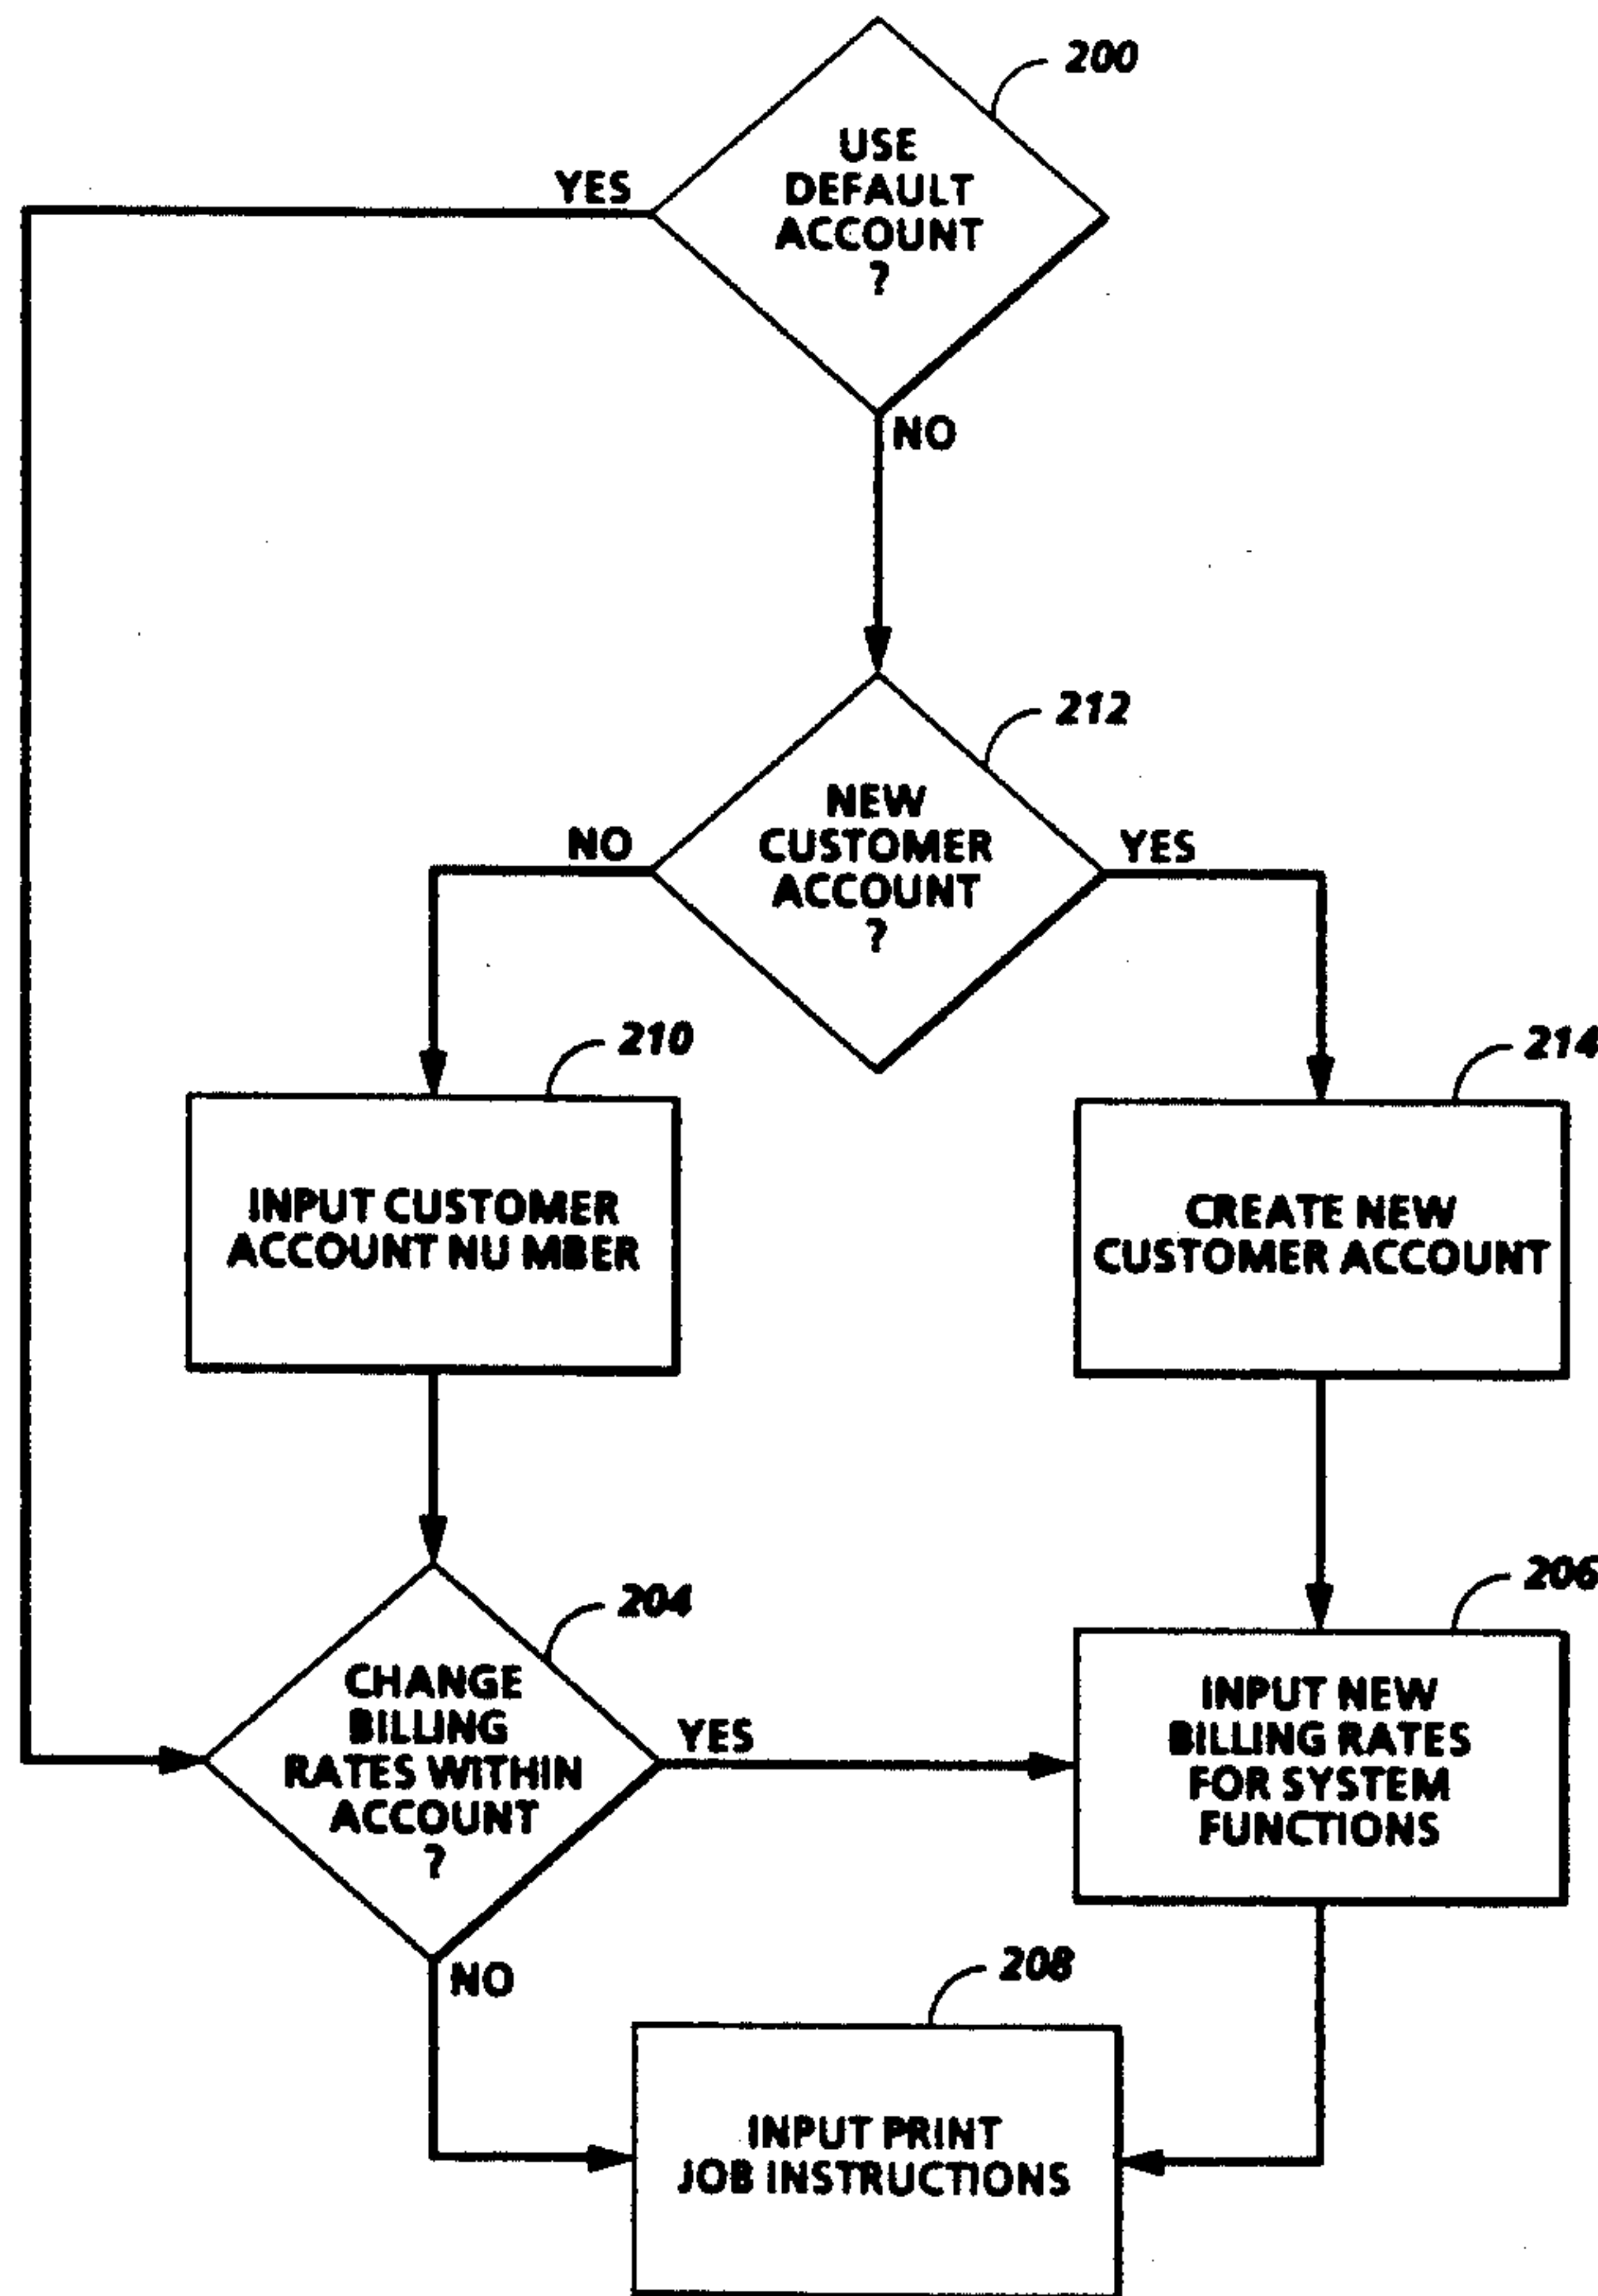 200
USE
DEFAULT
ACCOUNT
?
YES
NO
212
NEW
CUSTOMER
ACCOUNT
?
NO
YES
210
INPUT CUSTOMER
ACCOUNT NU MBER
214
CREATE NEW
CUSTOMER ACCOUNT
204
CHANGE
BILLING
RATES WITHIN
ACCOUNT
?
YES
NO
206
INPUT NEW
BILLING RATES
FOR SYSTEM
FUNCTIONS
208
INPUT PRINT
JOB INSTRUCTIONS